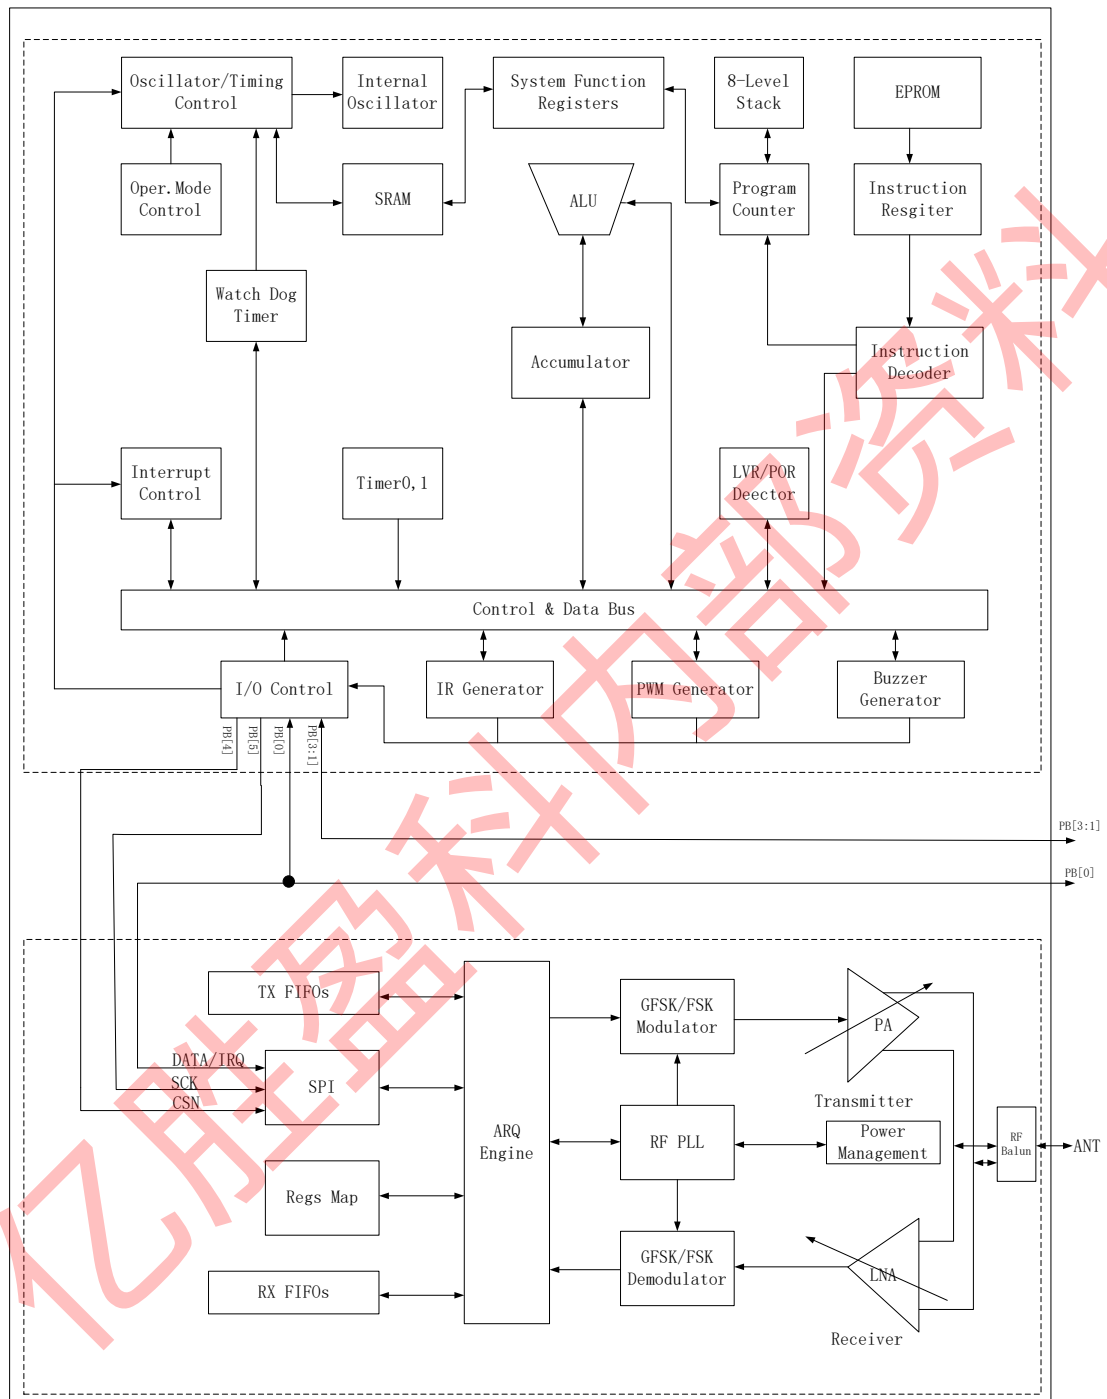 Oscillator/Timing
Control
Internal
Oscillator
System Function
Registers
8-Level
Stack
EPROM
Oper.Mode
Control
SRAM
ALU
Program
Counter
Instruction
Resgiter
Watch Dog
Timer
Accumulator
Instruction
Decoder
Interrupt
Control
Timer0,1
LVR/POR
Deector
Control & Data Bus
I/O Control
IR Generator
PWM Generator
Buzzer
Generator
PB[4]
PB[5]
PB[0]
PB[3:1]
PB[3:1]
PB[0]
TX FIFOs
GFSK/FSK
Modulator
PA
DATA/IRQ
SCK
CSN
SPI
Transmitter
ARQ
Engine
RF PLL
Power
Management
RF
Balun
ANT
Regs Map
GFSK/FSK
Demodulator
LNA
RX FIFOs
Receiver
亿胜盈科内部资料